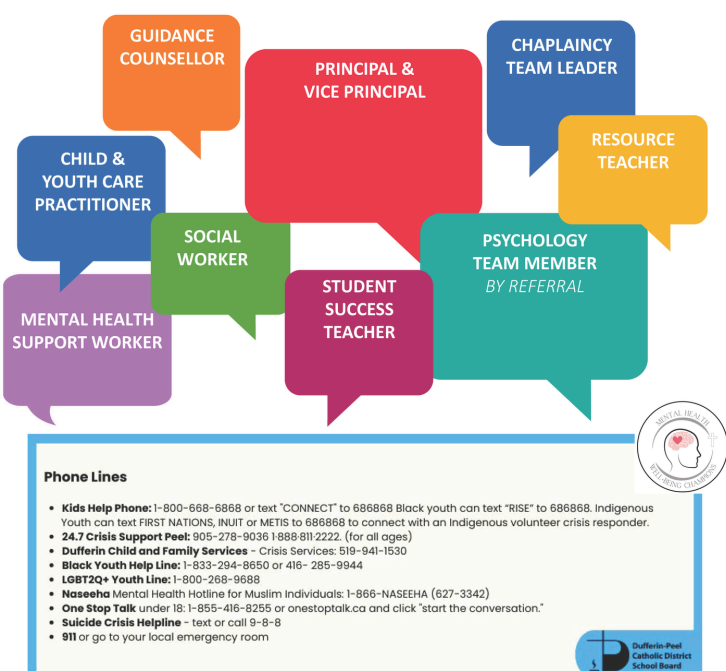 GUIDANCE
COUNSELLOR
PRINCIPAL &
VICE PRINCIPAL
CHAPLAINCY
TEAM LEADER
RESOURCE
TEACHER
CHILD &
YOUTH CARE
PRACTITIONER
SOCIAL
WORKER
PSYCHOLOGY
TEAM MEMBER
BY REFERRAL
STUDENT
SUCCESS
TEACHER
MENTAL HEALTH
SUPPORT WORKER
MENTAL HEALTH
WELL-BEING CHAMPIONS
Phone Lines
• Kids Help Phone: 1-800-668-6868 or text "CONNECT" to 686868 Black youth can text “RISE” to 686868. Indigenous
Youth can text FIRST NATIONS, INUIT or METIS to 686868 to connect with an Indigenous volunteer crisis responder.
• 24.7 Crisis Support Peel: 905-278-9036 1·888·811·2222. (for all ages)
• Dufferin Child and Family Services - Crisis Services: 519-941-1530
• Black Youth Help Line: 1-833-294-8650 or 416- 285-9944
• LGBT2Q+ Youth Line: 1-800-268-9688
• Naseeha Mental Health Hotline for Muslim Individuals: 1-866-NASEEHA (627-3342)
• One Stop Talk under 18: 1-855-416-8255 or onestoptalk.ca and click "start the conversation."
• Suicide Crisis Helpline - text or call 9-8-8
• 911 or go to your local emergency room
Dufferin-Peel
Catholic District
School Board